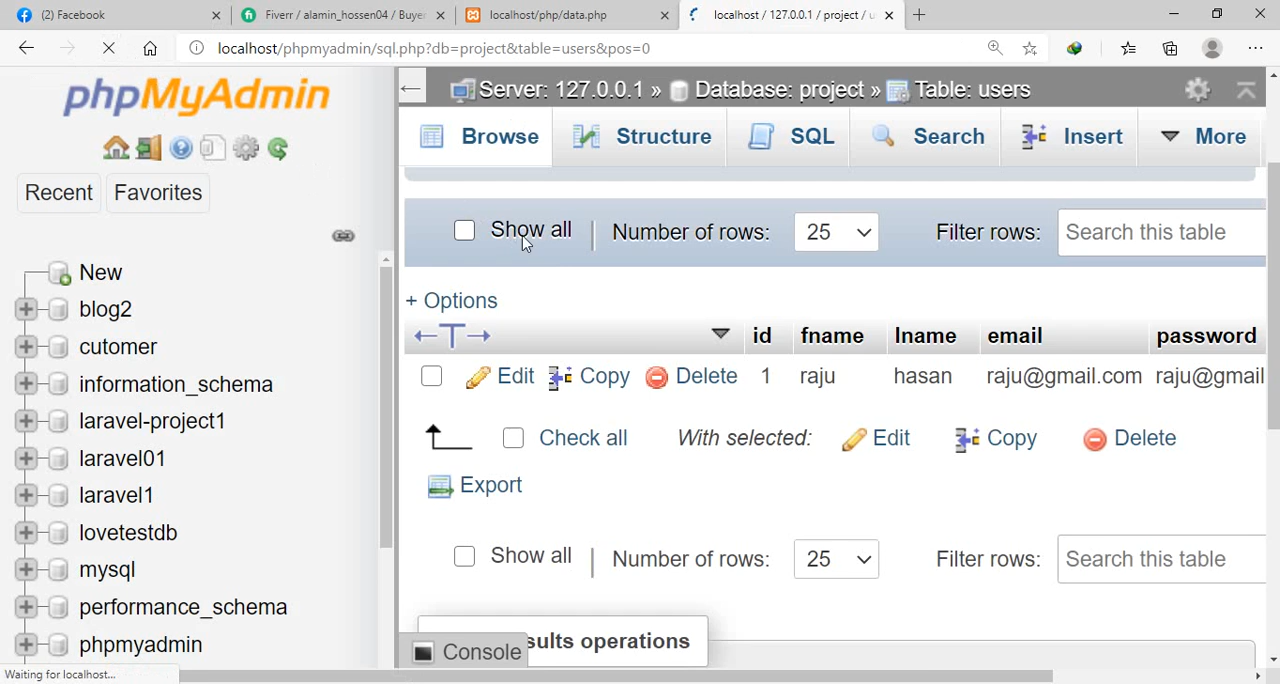 (2) Facebook
Fiverr / alamin_hossen04 / Buyer
localhost/php/data.php
localhost / 127.0.0.1 / project / u
localhost/phpmyadmin/sql.php?db=project&table=users&pos=0
phpMyAdmin
Recent
Favorites
New
blog2
cutomer
information_schema
laravel-project1
laravel01
laravel1
lovetestdb
mysql
performance_schema
phpmyadmin
Waiting for localhost...
Server: 127.0.0.1 » Database: project » Table: users
Browse Structure SQL Search Insert More
Show all | Number of rows: 25 Filter rows: Search this table
+ Options
←T→ id fname lname email password
Edit Copy Delete 1 raju hasan raju@gmail.com raju@gmail
Check all With selected: Edit Copy Delete
Export
Show all | Number of rows: 25 Filter rows: Search this table
sults operations
Console